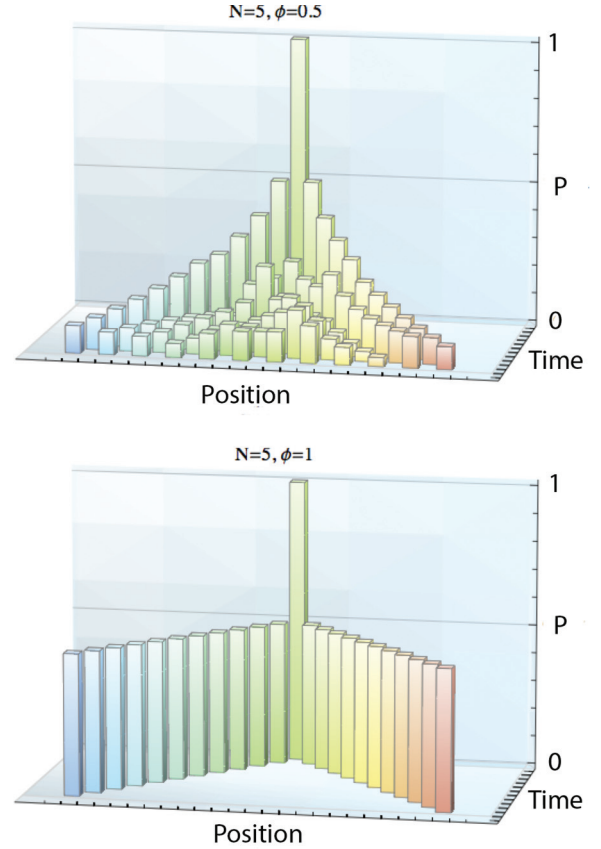 N=5, ϕ=0.5
1
P
0
Time
Position
N=5, ϕ=1
1
P
0
Time
Position